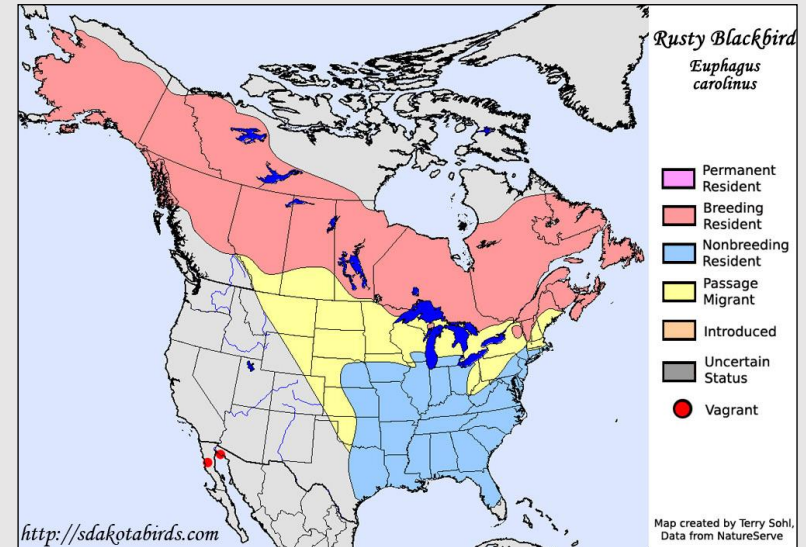 Rusty Blackbird
Euphagus
carolinus
Permanent
Resident
Breeding
Resident
Nonbreeding
Resident
Passage
Migrant
Introduced
Uncertain
Status
Vagrant
Map created by Terry Sohl,
Data from NatureServe
http://sdakotabirds.com